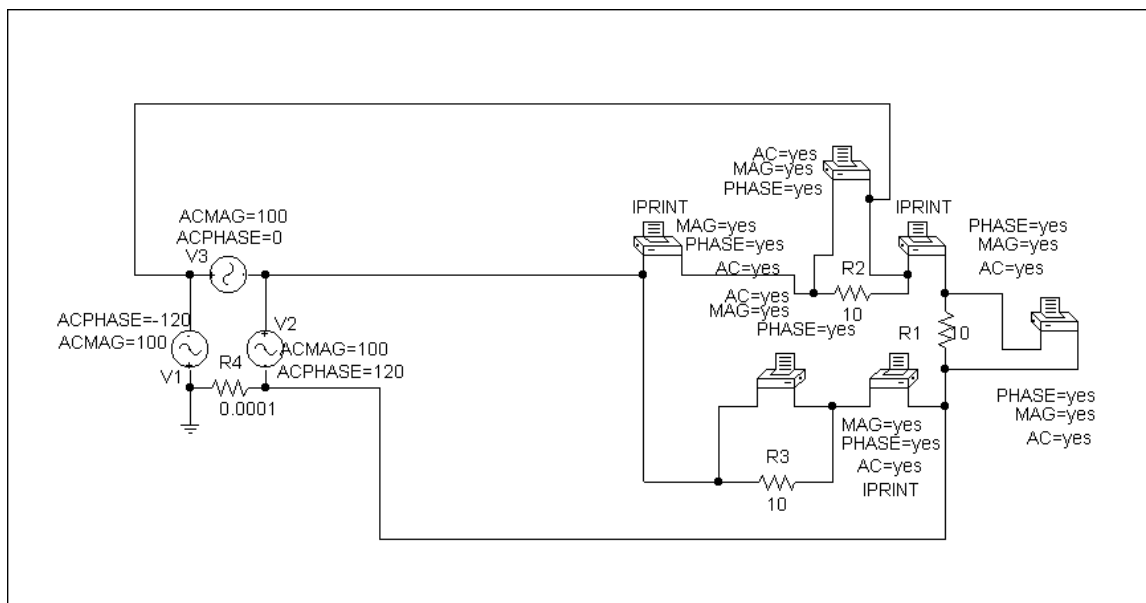 AC=yes
MAG=yes
PHASE=yes
ACMAG=100
ACPHASE=0
V3
IPRINT
MAG=yes
PHASE=yes
AC=yes
IPRINT
PHASE=yes
MAG=yes
AC=yes
R2
10
AC=yes
MAG=yes
PHASE=yes
ACPHASE=-120
ACMAG=100
V1
R4
0.0001
V2
ACMAG=100
ACPHASE=120
R1
10
PHASE=yes
MAG=yes
AC=yes
MAG=yes
PHASE=yes
AC=yes
IPRINT
R3
10